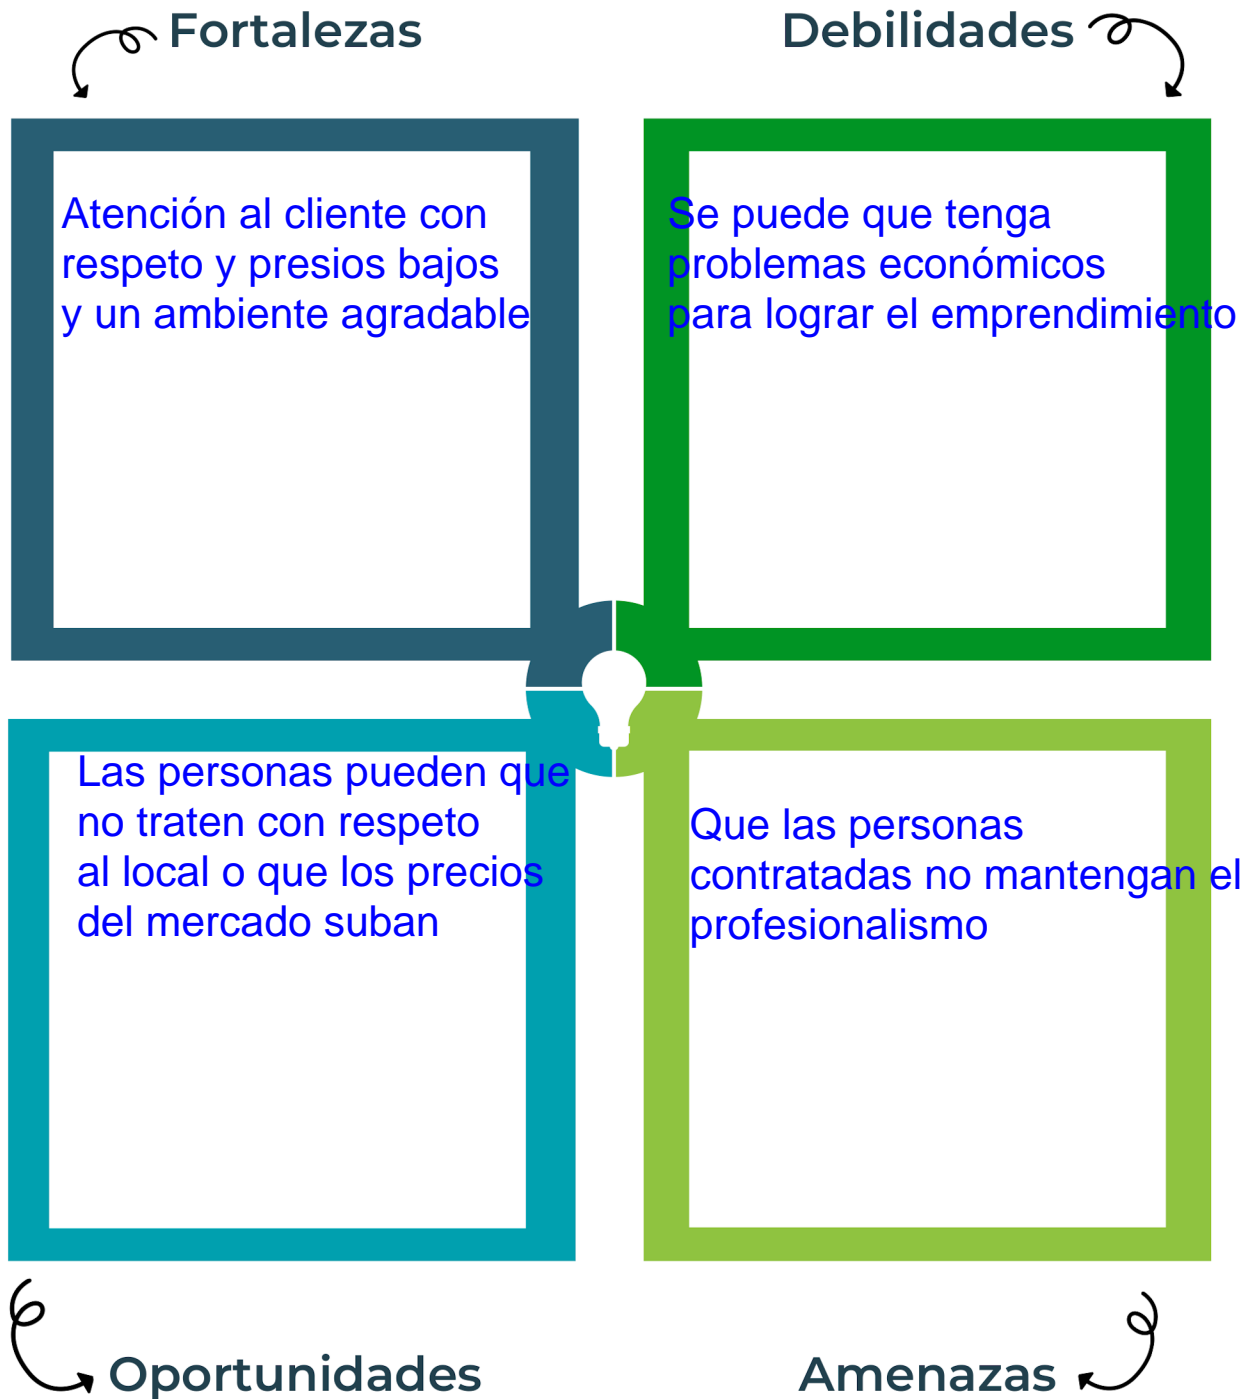 Fortalezas
Debilidades
Atención al cliente con
respeto y presios bajos
y un ambiente agradable
Se puede que tenga
problemas económicos
para lograr el emprendimiento
Las personas pueden que
no traten con respeto
al local o que los precios
del mercado suban
Que las personas
contratadas no mantengan el
profesionalismo
Oportunidades
Amenazas